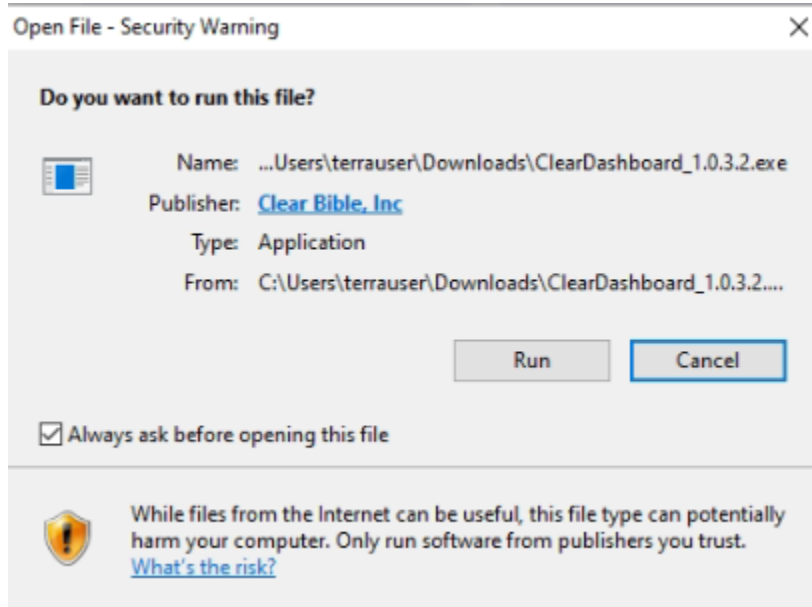 Open File - Security Warning
Do you want to run this file?
Name: ...Users\terrauser\Downloads\ClearDashboard_1.0.3.2.exe
Publisher: Clear Bible, Inc
Type: Application
From: C:\Users\terrauser\Downloads\ClearDashboard_1.0.3.2....
Run Cancel
Always ask before opening this file
While files from the Internet can be useful, this file type can potentially
harm your computer. Only run software from publishers you trust.
What's the risk?